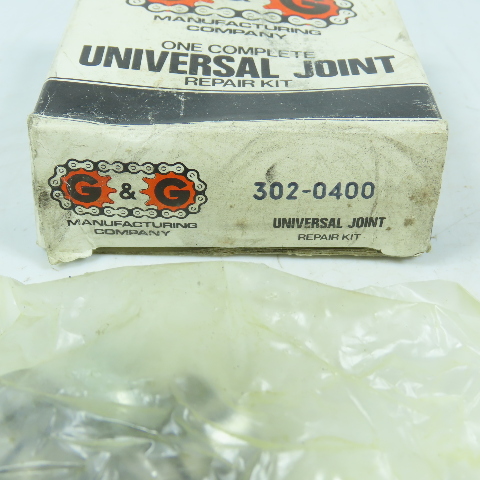 G & G
MANUFACTURING
COMPANY
ONE COMPLETE
UNIVERSAL JOINT
REPAIR KIT
G & G
MANUFACTURING
COMPANY
302-0400
UNIVERSAL JOINT
REPAIR KIT